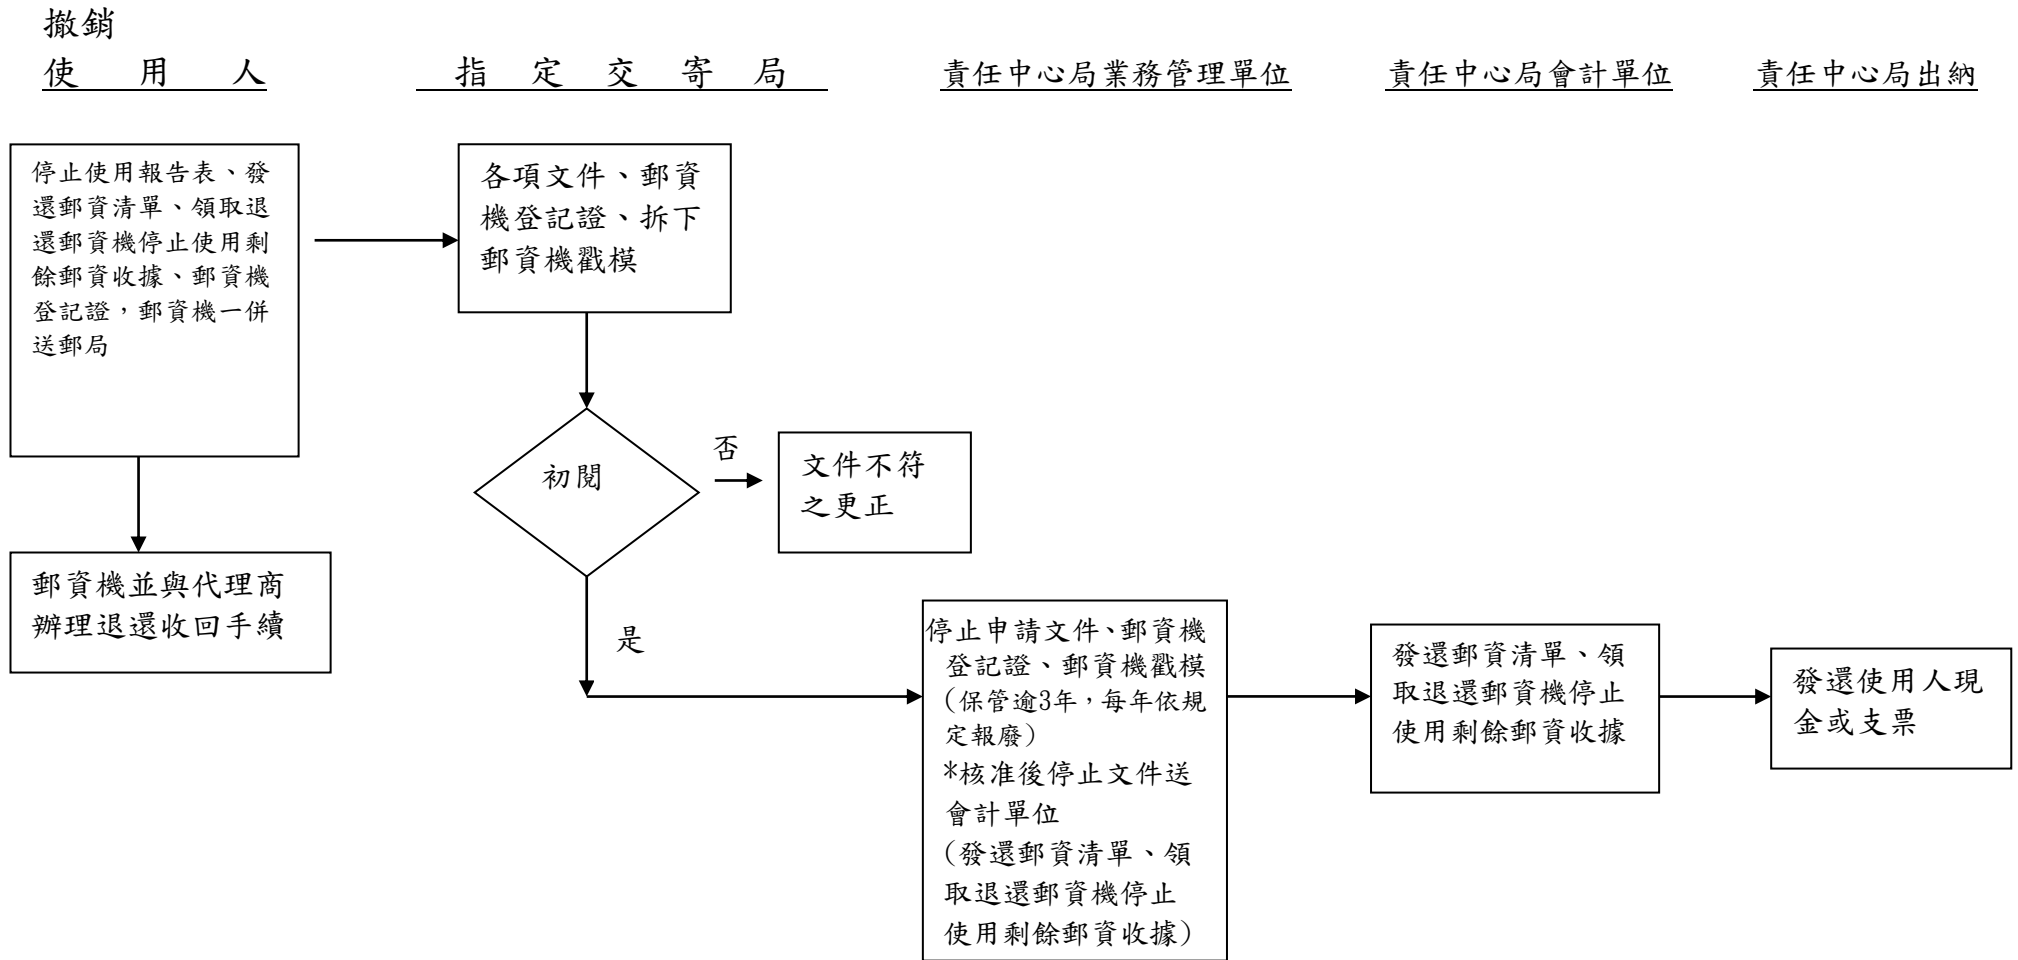 撤銷
使用人
指定交寄局
責任中心局業務管理單位
責任中心局會計單位
責任中心局出納
停止使用報告表、發
還郵資清單、領取退
還郵資機停止使用剩
餘郵資收據、郵資機
登記證，郵資機一併
送郵局
各項文件、郵資
機登記證、拆下
郵資機戳模
初閱
否
文件不符
之更正
郵資機並與代理商
辦理退還收回手續
是
停止申請文件、郵資機
登記證、郵資機戳模
(保管逾3年，每年依規
定報廢)
*核准後停止文件送
會計單位
(發還郵資清單、領
取退還郵資機停止
使用剩餘郵資收據)
發還郵資清單、領
取退還郵資機停止
使用剩餘郵資收據
發還使用人現
金或支票